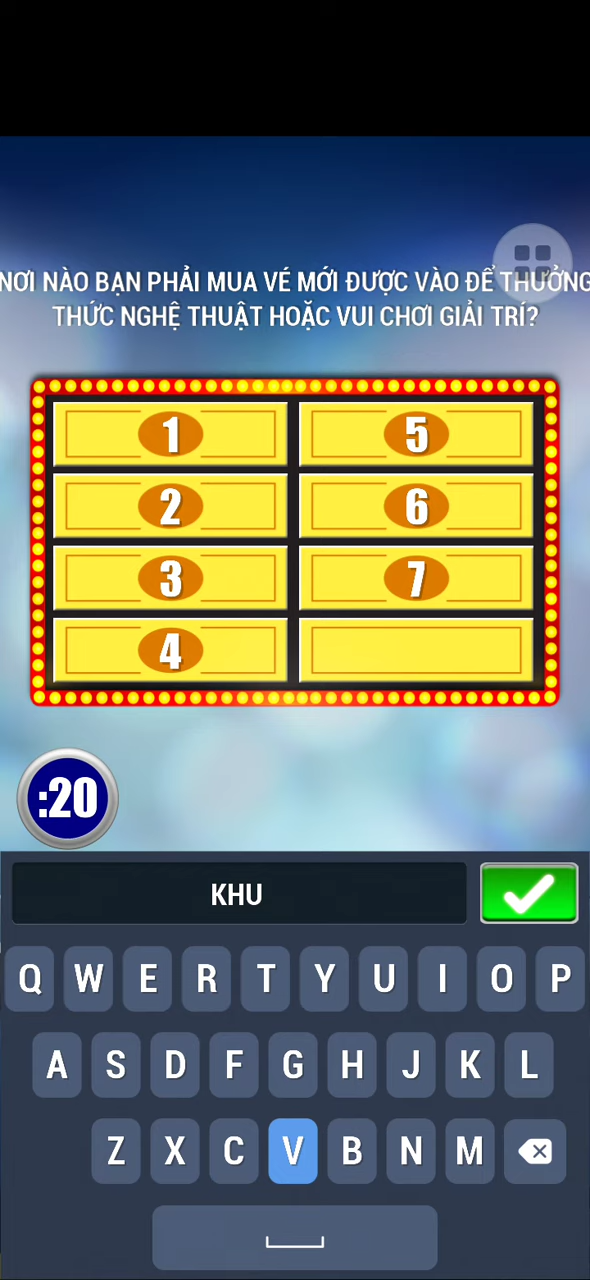 NƠI NÀO BẠN PHẢI MUA VÉ MỚI ĐƯỢC VÀO ĐỂ THƯỞNG
THỨC NGHỆ THUẬT HOẶC VUI CHƠI GIẢI TRÍ?
1 5
2 6
3 7
4
:20
KHU
Q W E R T Y U I O P
A S D F G H J K L
Z X C V B N M